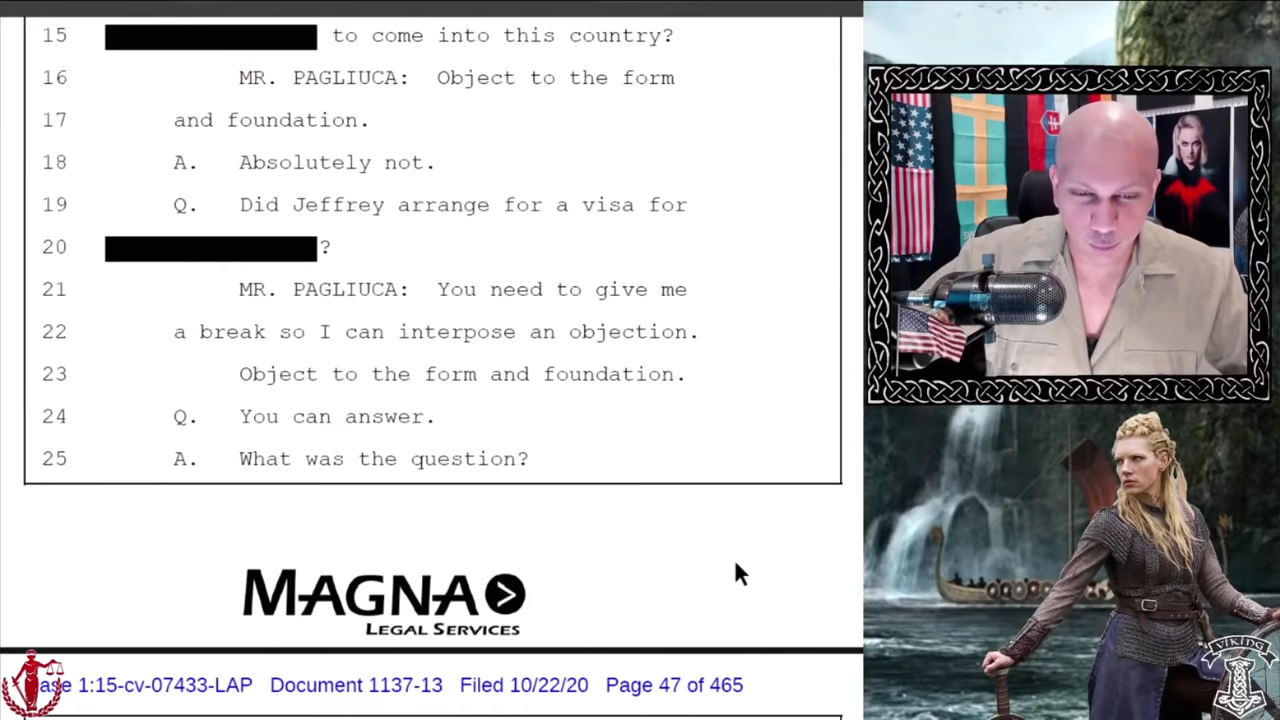 15 to come into this country?
16 MR. PAGLIUCA: Object to the form
17 and foundation.
18 A. Absolutely not.
19 Q. Did Jeffrey arrange for a visa for
20 ?
21 MR. PAGLIUCA: You need to give me
22 a break so I can interpose an objection.
23 Object to the form and foundation.
24 Q. You can answer.
25 A. What was the question?
MAGNA
LEGAL SERVICES
ase 1:15-cv-07433-LAP Document 1137-13 Filed 10/22/20 Page 47 of 465
VIKING